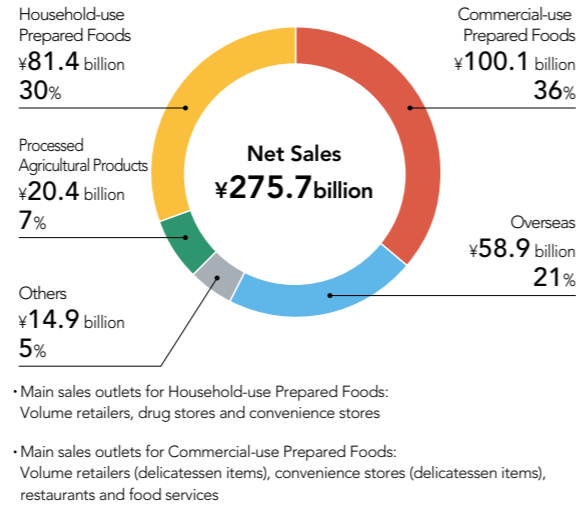 Household-use
Prepared Foods
¥81.4 billion
30%
Commercial-use
Prepared Foods
¥100.1 billion
36%
Processed
Agricultural Products
¥20.4 billion
7%
Net Sales
¥275.7billion
Overseas
¥58.9 billion
21%
Others
¥14.9 billion
5%
・Main sales outlets for Household-use Prepared Foods:
Volume retailers, drug stores and convenience stores
・Main sales outlets for Commercial-use Prepared Foods:
Volume retailers (delicatessen items), convenience stores (delicatessen items),
restaurants and food services